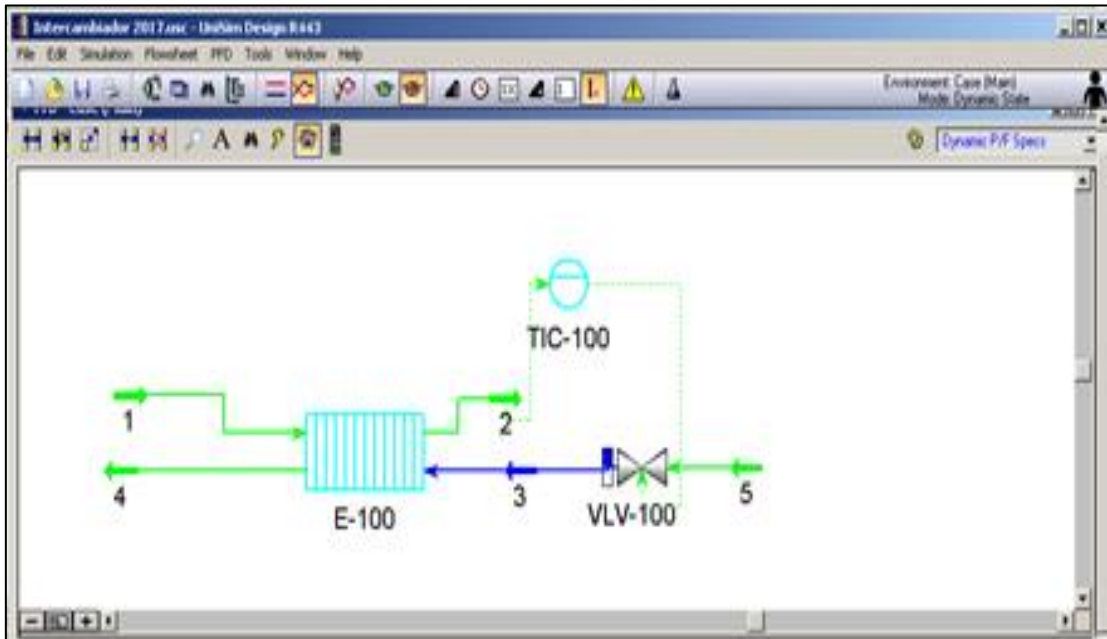 Intercambiador 2017.usc - UniSim Design R443
File Edit Simulation Flowsheet PFD Tools Window Help
Environment: Case (Main)
Mode: Dynamic State
Dynamic P/F Specs
TIC-100
1
2
4
3
5
E-100
VLV-100